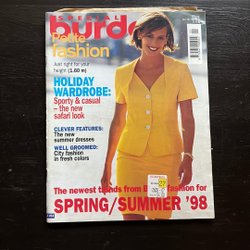 SPECIAL
burda
Petite
fashion
Just right for your
height (1.60 m)
HOLIDAY
WARDROBE:
Sporty & casual
– the new
safari look
CLEVER FEATURES:
The new
summer dresses
WELL GROOMED:
City fashion
in fresh colors
The newest trends from B fashion for
SPRING/SUMMER '98